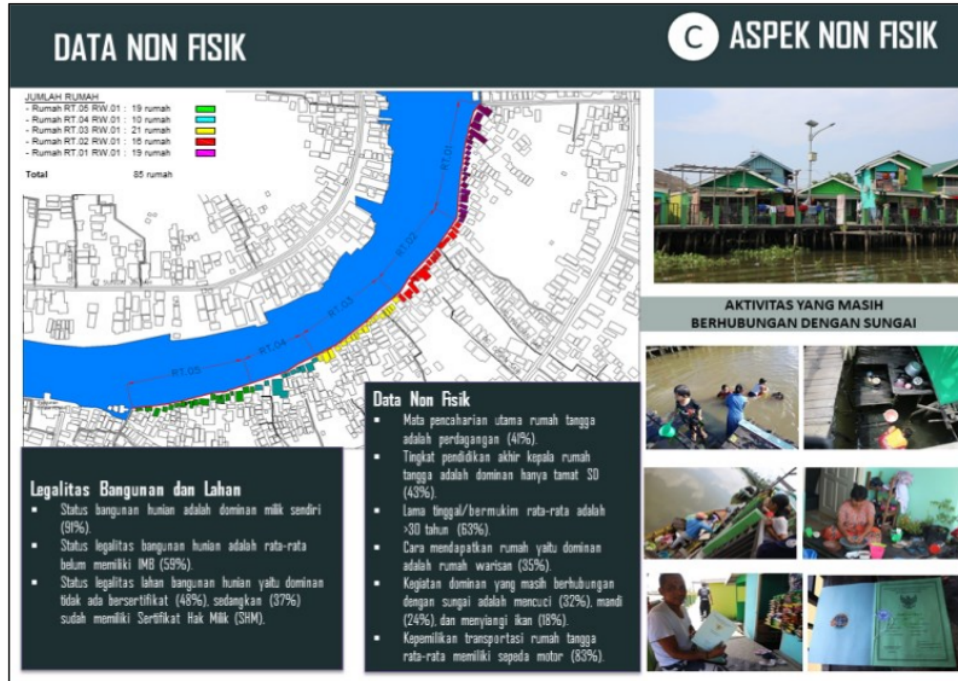 DATA NON FISIK
C ASPEK NON FISIK
JUMLAH RUMAH
- Rumah RT.05 RW.01 : 19 rumah
- Rumah RT.04 RW.01 : 10 rumah
- Rumah RT.03 RW.01 : 21 rumah
- Rumah RT.02 RW.01 : 16 rumah
- Rumah RT.01 RW.01 : 19 rumah
Total 85 rumah
RT.01
RT.02
RT.03
RT.04
RT.05
AKTIVITAS YANG MASIH
BERHUBUNGAN DENGAN SUNGAI
Legalitas Bangunan dan Lahan
▪ Status bangunan hunian adalah dominan milik sendiri
(91%).
▪ Status legalitas bangunan hunian adalah rata-rata
belum memiliki IMB (59%).
▪ Status legalitas lahan bangunan hunian yaitu dominan
tidak ada bersertifikat (48%), sedangkan (37%)
sudah memiliki Sertifikat Hak Milik (SHM).
Data Non Fisik
▪ Mata pencaharian utama rumah tangga
adalah perdagangan (41%).
▪ Tingkat pendidikan akhir kepala rumah
tangga adalah dominan hanya tamat SD
(43%).
▪ Lama tinggal/bermukim rata-rata adalah
>30 tahun (63%).
▪ Cara mendapatkan rumah yaitu dominan
adalah rumah warisan (35%).
▪ Kegiatan dominan yang masih berhubungan
dengan sungai adalah mencuci (32%), mandi
(24%), dan menyiangi ikan (18%).
▪ Kepemilikan transportasi rumah tangga
rata-rata memiliki sepeda motor (83%).